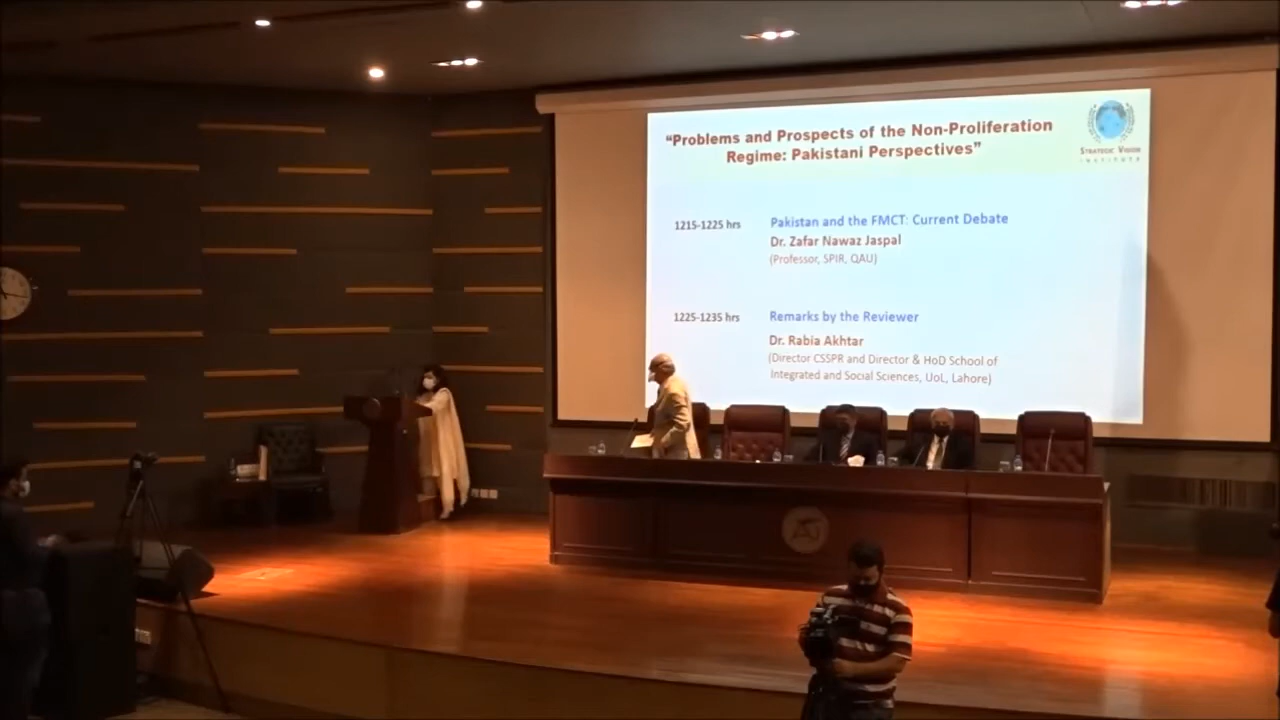 “Problems and Prospects of the Non-Proliferation
Regime: Pakistani Perspectives”
STRATEGIC VISION
INSTITUTE
1215-1225 hrs Pakistan and the FMCT: Current Debate
Dr. Zafar Nawaz Jaspal
(Professor, SPIR, QAU)
1225-1235 hrs Remarks by the Reviewer
Dr. Rabia Akhtar
(Director CSSPR and Director & HoD School of
Integrated and Social Sciences, UoL, Lahore)